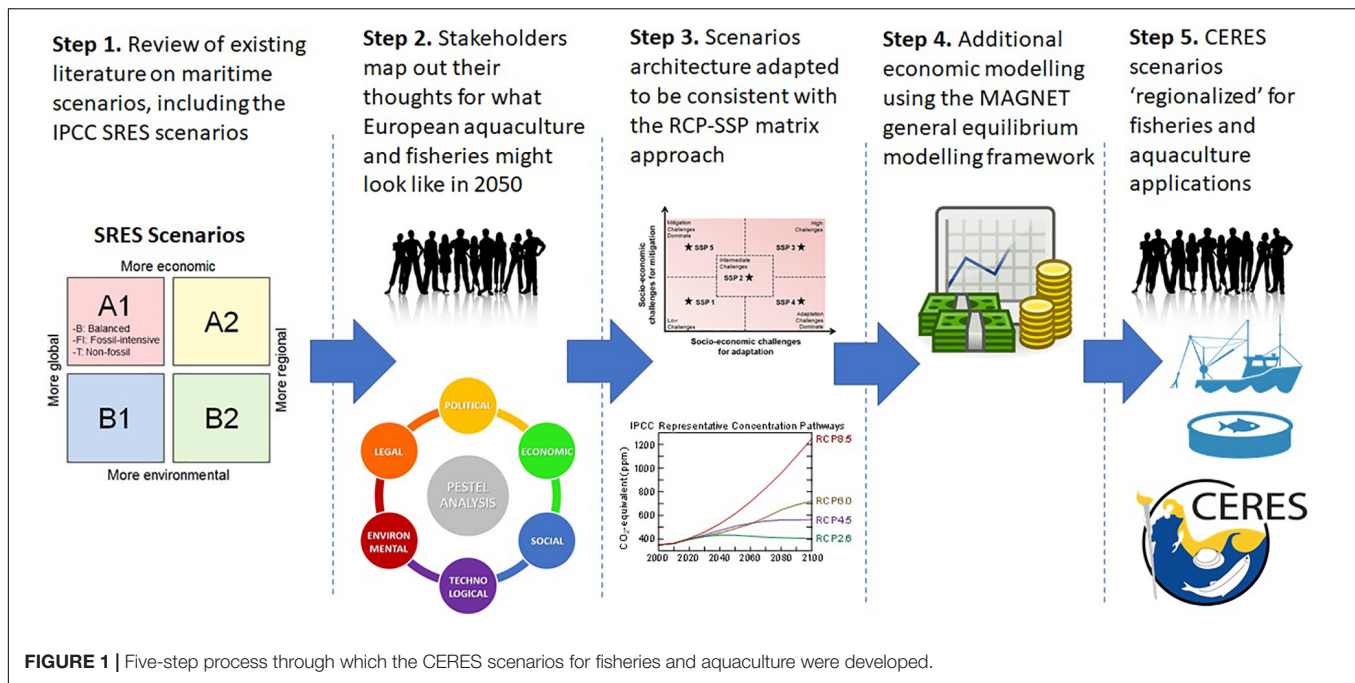 Step 1. Review of existing
literature on maritime
scenarios, including the
IPCC SRES scenarios
SRES Scenarios
More economic
More global
A1
-B: Balanced
-FI: Fossil-intensive
-T: Non-fossil
A2
B1
B2
More regional
More environmental
Step 2. Stakeholders
map out their
thoughts for what
European aquaculture
and fisheries might
look like in 2050
POLITICAL
LEGAL
ECONOMIC
PESTEL
ANALYSIS
ENVIRON
MENTAL
SOCIAL
TECHNO
LOGICAL
Step 3. Scenarios
architecture adapted
to be consistent with
the RCP-SSP matrix
approach
Socio-economic
challenges for mitigation
Mitigation
Challenges
Dominate
High
Challenges
SSP 5
SSP 3
Intermediate
Challenges
SSP 2
SSP 1
SSP 4
Low
Challenges
Adaptation
Challenges
Dominate
Socio-economic challenges
for adaptation
IPCC Representative Concentration Pathways
CO2-equivalent(ppm)
1200
1000
800
600
400
RCP8.5
RCP6.0
RCP4.5
RCP2.6
2000 2020 2040 2060 2080 2100
Step 4. Additional
economic modelling
using the MAGNET
general equilibrium
modelling framework
Step 5. CERES
scenarios
‘regionalized’ for
fisheries and
aquaculture
applications
CERES
FIGURE 1 | Five-step process through which the CERES scenarios for fisheries and aquaculture were developed.